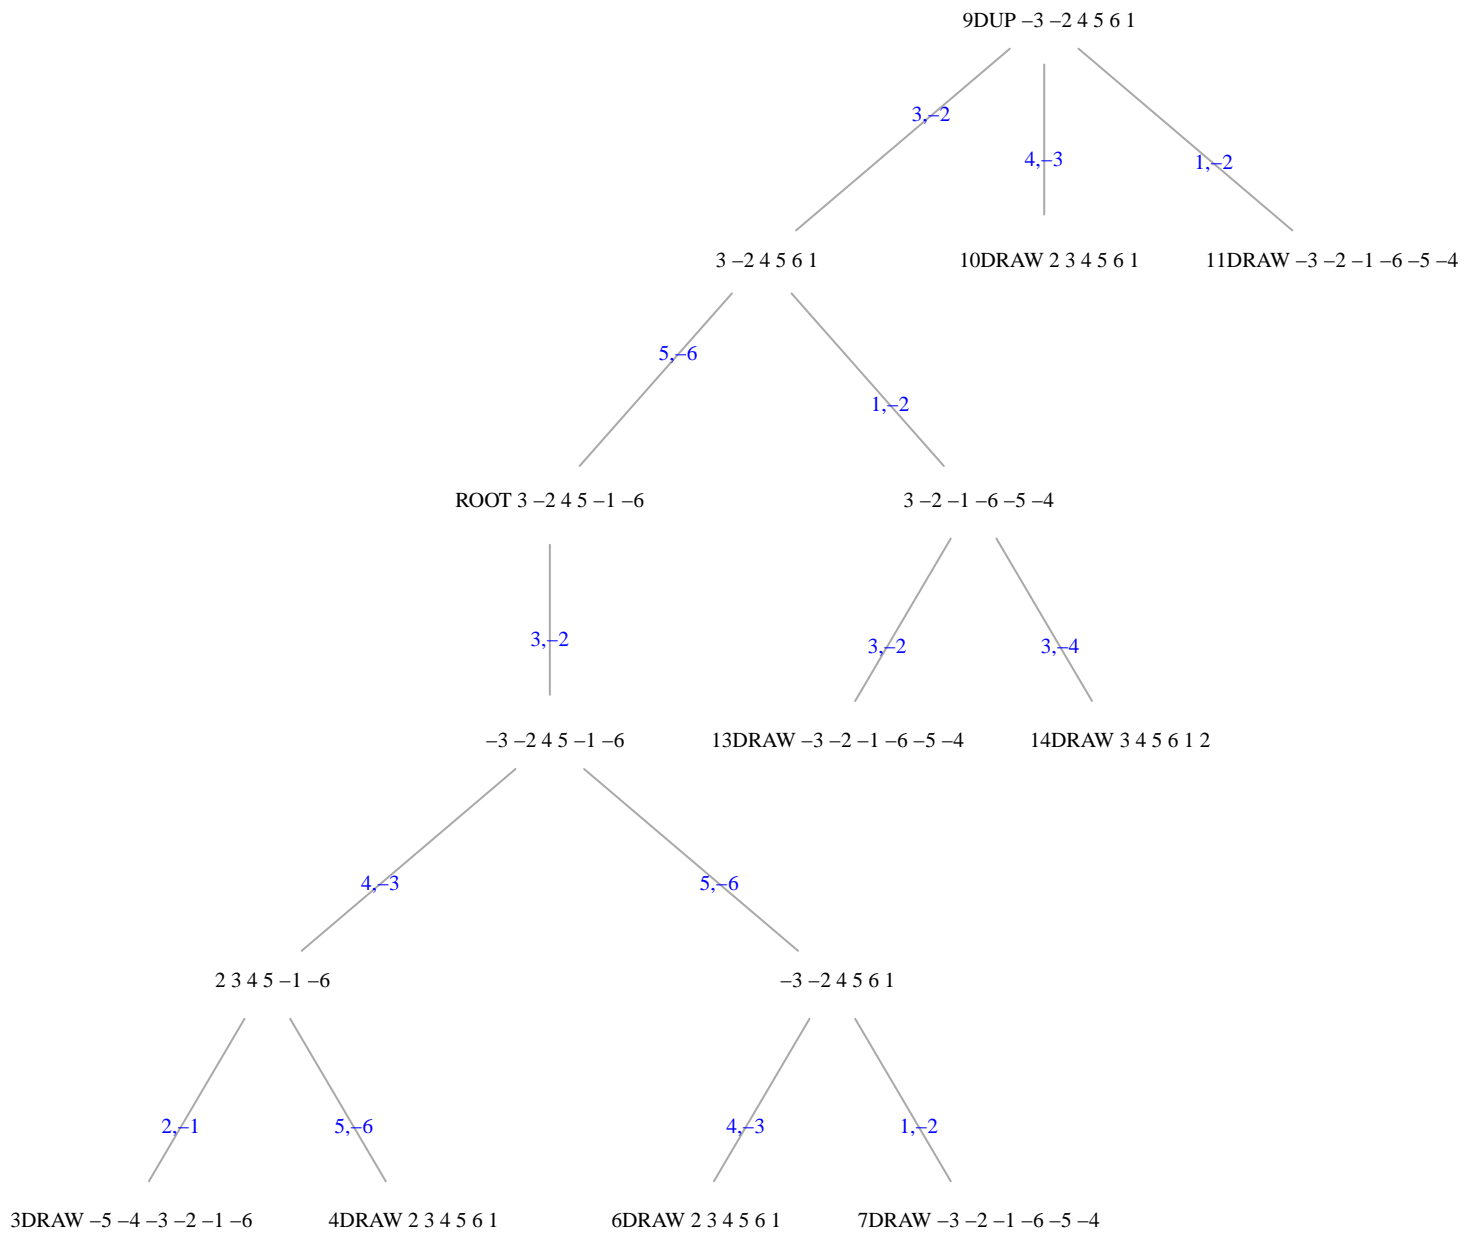 9DUP –3 –2 4 5 6 1
3,–2
4,–3
1,–2
3 –2 4 5 6 1
10DRAW 2 3 4 5 6 1
11DRAW –3 –2 –1 –6 –5 –4
5,–6
1,–2
ROOT 3 –2 4 5 –1 –6
3 –2 –1 –6 –5 –4
3,–2
3,–2
3,–4
–3 –2 4 5 –1 –6
13DRAW –3 –2 –1 –6 –5 –4
14DRAW 3 4 5 6 1 2
4,–3
5,–6
2 3 4 5 –1 –6
–3 –2 4 5 6 1
2,–1
5,–6
4,–3
1,–2
3DRAW –5 –4 –3 –2 –1 –6
4DRAW 2 3 4 5 6 1
6DRAW 2 3 4 5 6 1
7DRAW –3 –2 –1 –6 –5 –4